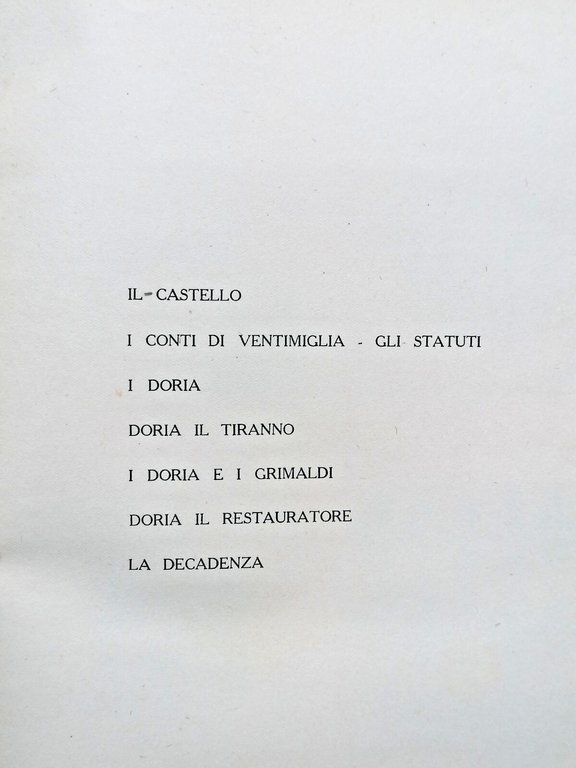 IL CASTELLO
I CONTI DI VENTIMIGLIA - GLI STATUTI
I DORIA
DORIA IL TIRANNO
I DORIA E I GRIMALDI
DORIA IL RESTAURATORE
LA DECADENZA